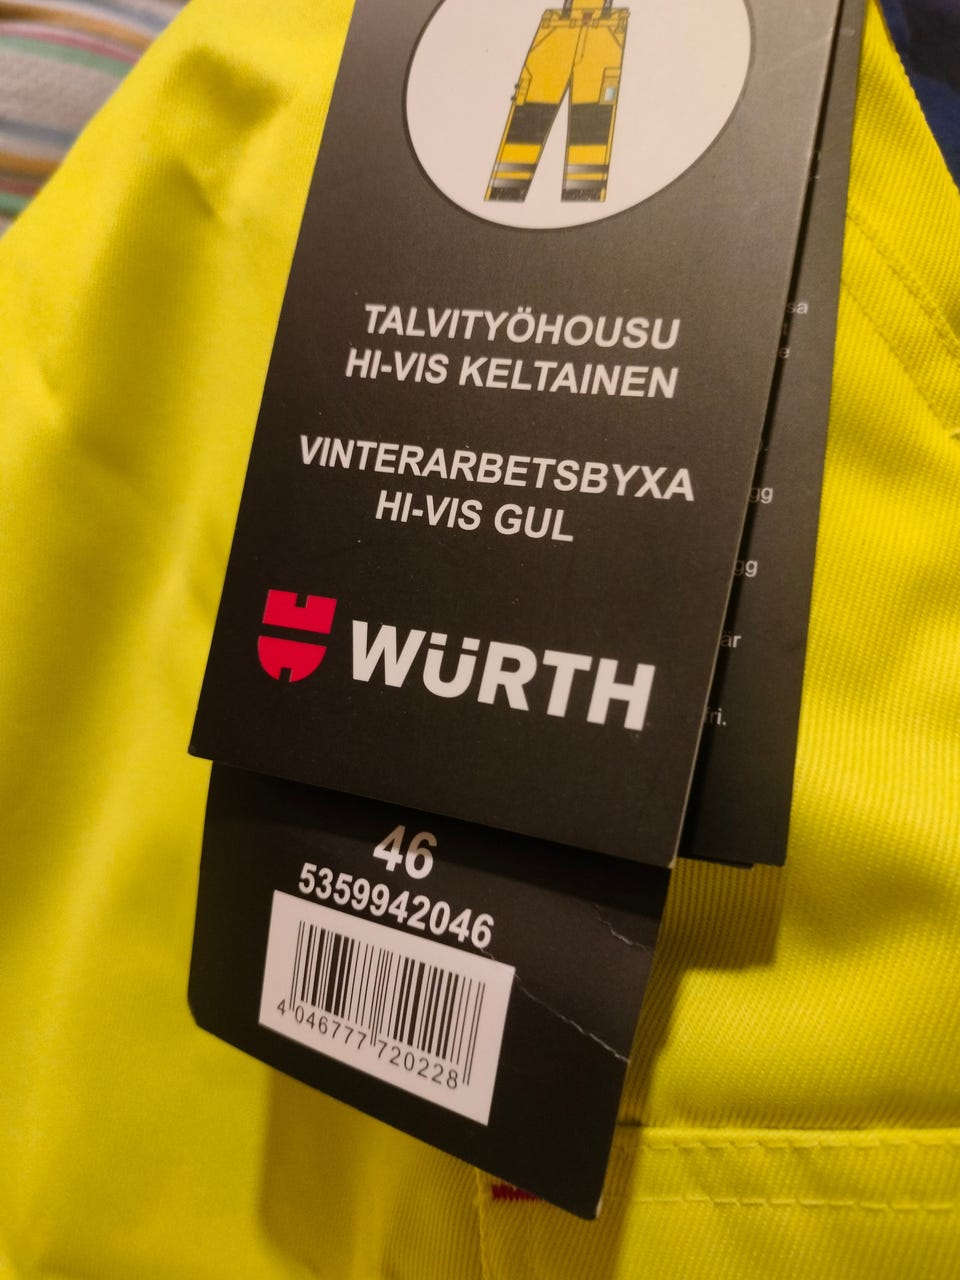 TALVITYÖHOUSU
HI-VIS KELTAINEN
VINTERARBETSBYXA
HI-VIS GUL
WÜRTH
46
5359942046
4 046777 720228